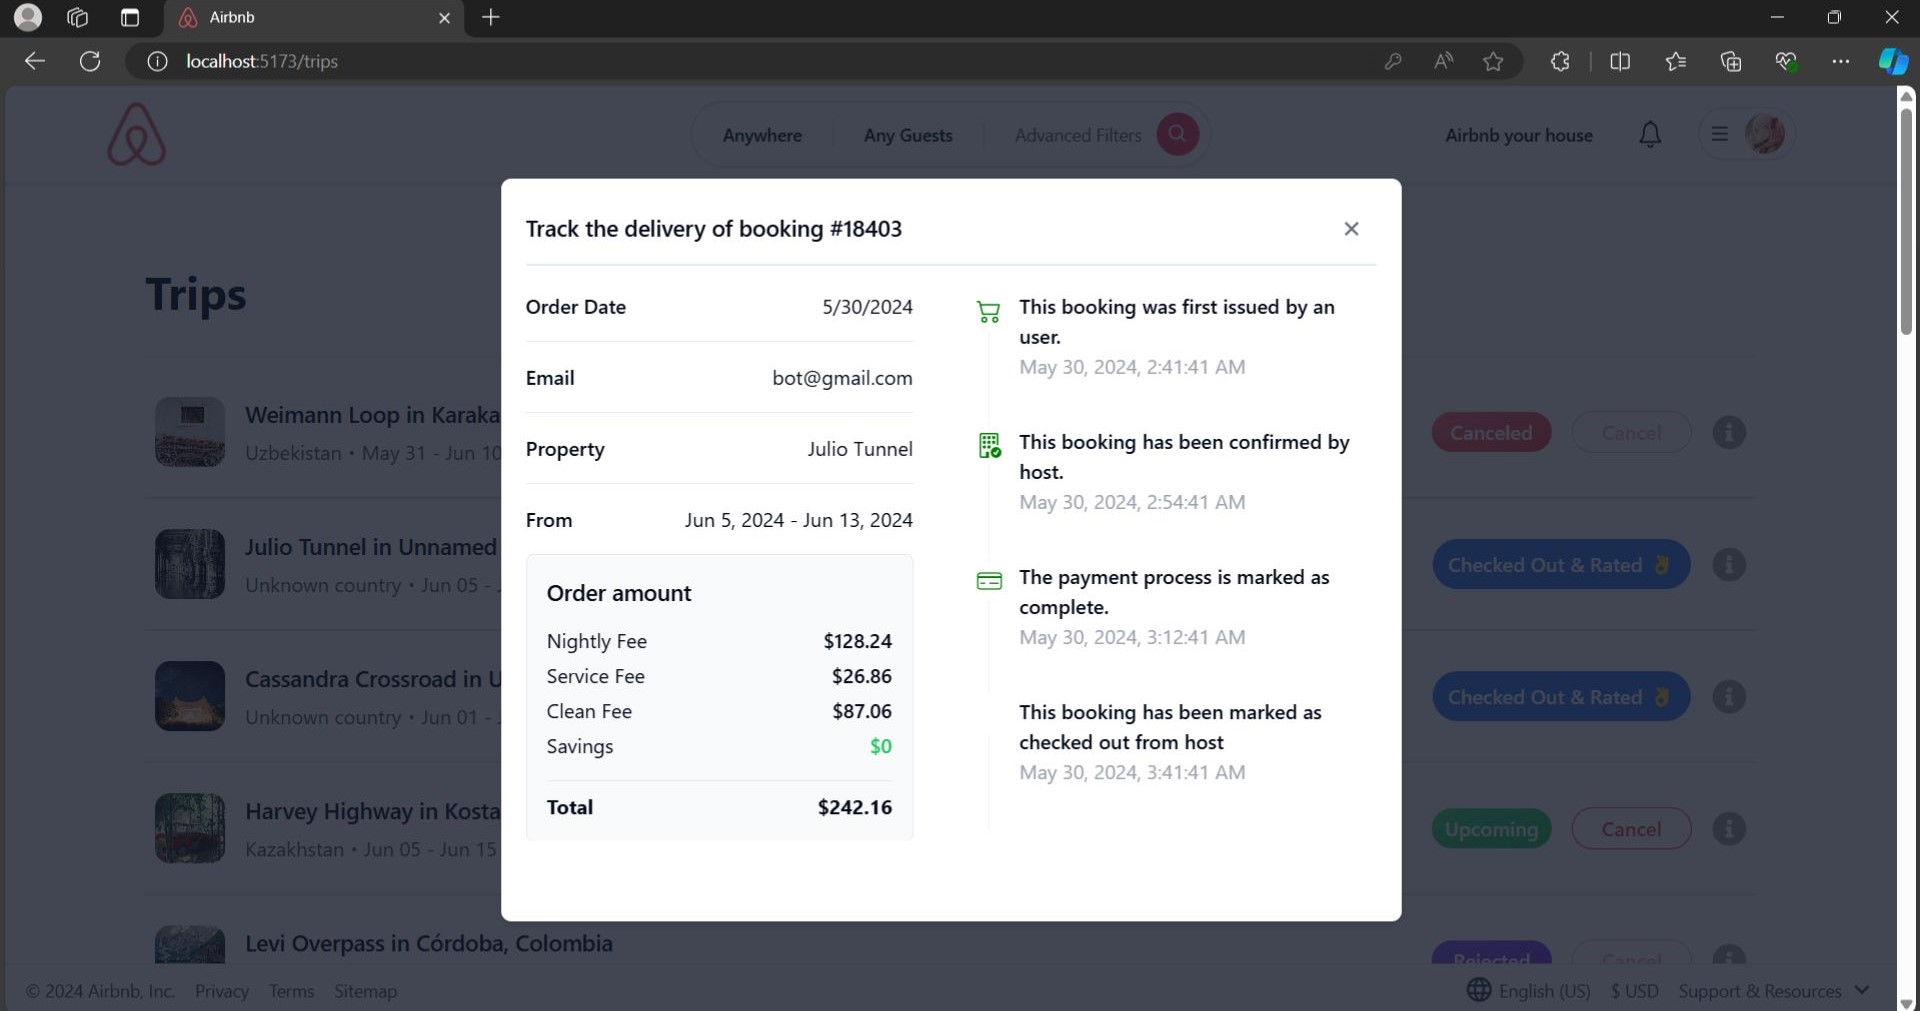 Airbnb
localhost:5173/trips
Anywhere
Any Guests
Advanced Filters
Airbnb your house
Trips
Track the delivery of booking #18403
Order Date 5/30/2024
Email bot@gmail.com
Property Julio Tunnel
From Jun 5, 2024 - Jun 13, 2024
Order amount
Nightly Fee $128.24
Service Fee $26.86
Clean Fee $87.06
Savings $0
Total $242.16
This booking was first issued by an
user.
May 30, 2024, 2:41:41 AM
This booking has been confirmed by
host.
May 30, 2024, 2:54:41 AM
The payment process is marked as
complete.
May 30, 2024, 3:12:41 AM
This booking has been marked as
checked out from host
May 30, 2024, 3:41:41 AM
Weimann Loop in Karaka
Uzbekistan • May 31 - Jun 10
Canceled Cancel
Julio Tunnel in Unnamed
Unknown country • Jun 05 -
Checked Out & Rated 👌
Cassandra Crossroad in U
Unknown country • Jun 01 -
Checked Out & Rated 👌
Harvey Highway in Kosta
Kazakhstan • Jun 05 - Jun 15
Upcoming Cancel
Levi Overpass in Córdoba, Colombia
Rejected Cancel
© 2024 Airbnb, Inc. Privacy Terms Sitemap
English (US) $ USD Support & Resources